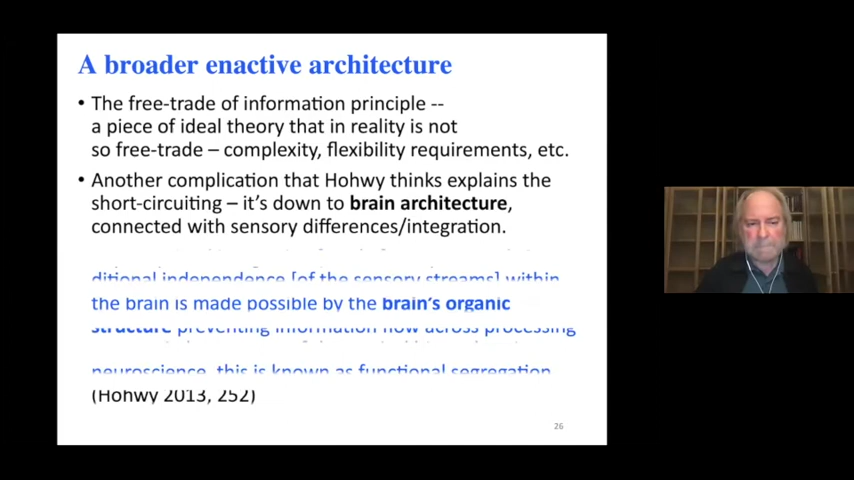 A broader enactive architecture
• The free-trade of information principle --
a piece of ideal theory that in reality is not
so free-trade – complexity, flexibility requirements, etc.
• Another complication that Hohwy thinks explains the
short-circuiting – it's down to brain architecture,
connected with sensory differences/integration.
ditional independence [of the sensory streams] within
the brain is made possible by the brain's organic
structure preventing information flow across processing
neuroscience, this is known as functional segregation
(Hohwy 2013, 252)
26